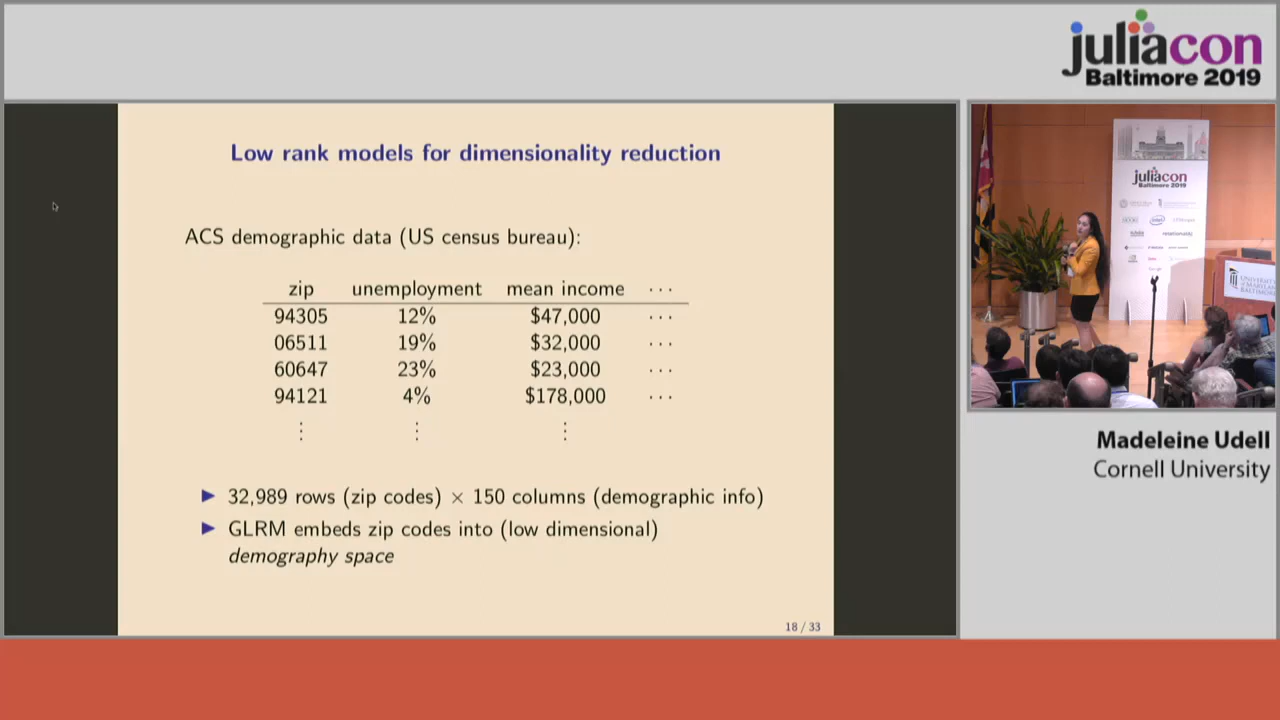 juliacon
Baltimore 2019
Low rank models for dimensionality reduction
ACS demographic data (US census bureau):
zip unemployment mean income ···
94305 12% $47,000 ···
06511 19% $32,000 ···
60647 23% $23,000 ···
94121 4% $178,000 ···
⋮ ⋮ ⋮
▶ 32,989 rows (zip codes) × 150 columns (demographic info)
▶ GLRM embeds zip codes into (low dimensional)
demography space
18 / 33
juliacon
Baltimore 2019
Madeleine Udell
Cornell University